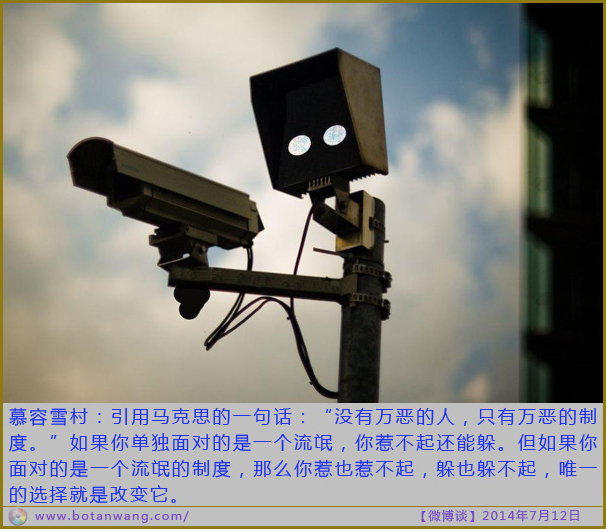 慕容雪村：引用马克思的一句话：“没有万恶的人，只有万恶的制
度。”如果你单独面对的是一个流氓，你惹不起还能躲。但如果你
面对的是一个流氓的制度，那么你惹也惹不起，躲也躲不起，唯一
的选择就是改变它。
www.botanwang.com/
【微博谈】2014年7月12日